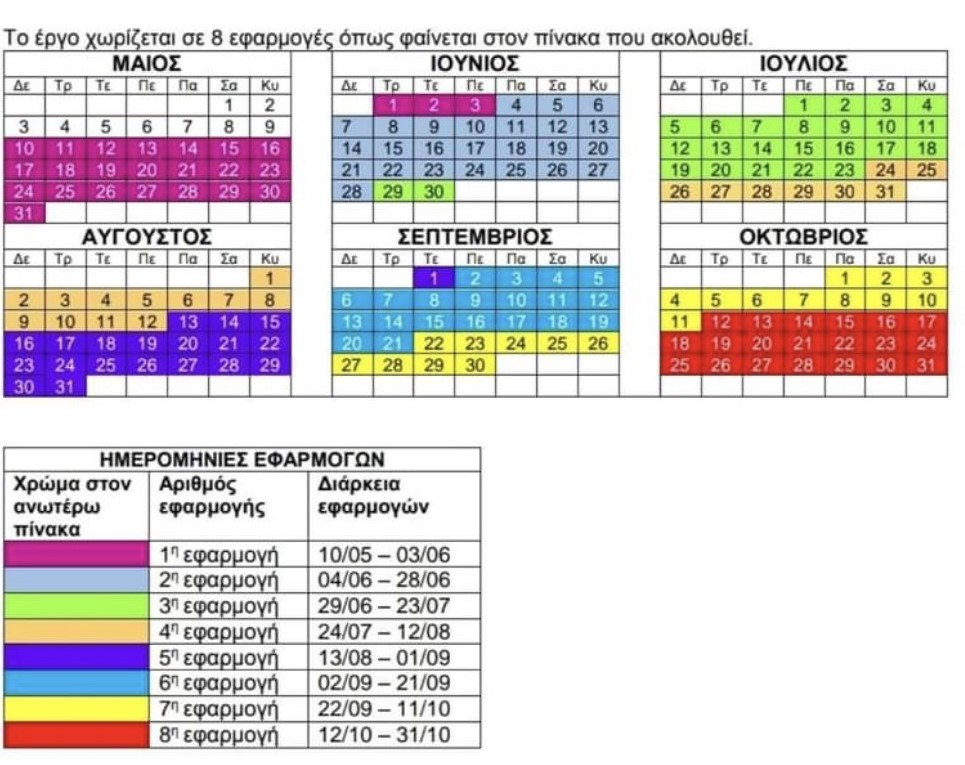 Το έργο χωρίζεται σε 8 εφαρμογές όπως φαίνεται στον πίνακα που ακολουθεί.
ΜΑΙΟΣ ΙΟΥΝΙΟΣ ΙΟΥΛΙΟΣ
Δε Τρ Τε Πε Πα Σα Κυ Δε Τρ Τε Πε Πα Σα Κυ Δε Τρ Τε Πε Πα Σα Κυ
1 2 1 2 3 4 5 6 1 2 3 4
3 4 5 6 7 8 9 7 8 9 10 11 12 13 5 6 7 8 9 10 11
10 11 12 13 14 15 16 14 15 16 17 18 19 20 12 13 14 15 16 17 18
17 18 19 20 21 22 23 21 22 23 24 25 26 27 19 20 21 22 23 24 25
24 25 26 27 28 29 30 28 29 30 26 27 28 29 30 31
31
ΑΥΓΟΥΣΤΟΣ ΣΕΠΤΕΜΒΡΙΟΣ ΟΚΤΩΒΡΙΟΣ
Δε Τρ Τε Πε Πα Σα Κυ Δε Τρ Τε Πε Πα Σα Κυ Δε Τρ Τε Πε Πα Σα Κυ
1 1 2 3 4 5 1 2 3
2 3 4 5 6 7 8 6 7 8 9 10 11 12 4 5 6 7 8 9 10
9 10 11 12 13 14 15 13 14 15 16 17 18 19 11 12 13 14 15 16 17
16 17 18 19 20 21 22 20 21 22 23 24 25 26 18 19 20 21 22 23 24
23 24 25 26 27 28 29 27 28 29 30 25 26 27 28 29 30 31
30 31
ΗΜΕΡΟΜΗΝΙΕΣ ΕΦΑΡΜΟΓΩΝ
Χρώμα στον Αριθμός Διάρκεια
ανωτέρω εφαρμογής εφαρμογών
πίνακα
1η εφαρμογή 10/05 – 03/06
2η εφαρμογή 04/06 – 28/06
3η εφαρμογή 29/06 – 23/07
4η εφαρμογή 24/07 – 12/08
5η εφαρμογή 13/08 – 01/09
6η εφαρμογή 02/09 – 21/09
7η εφαρμογή 22/09 – 11/10
8η εφαρμογή 12/10 – 31/10